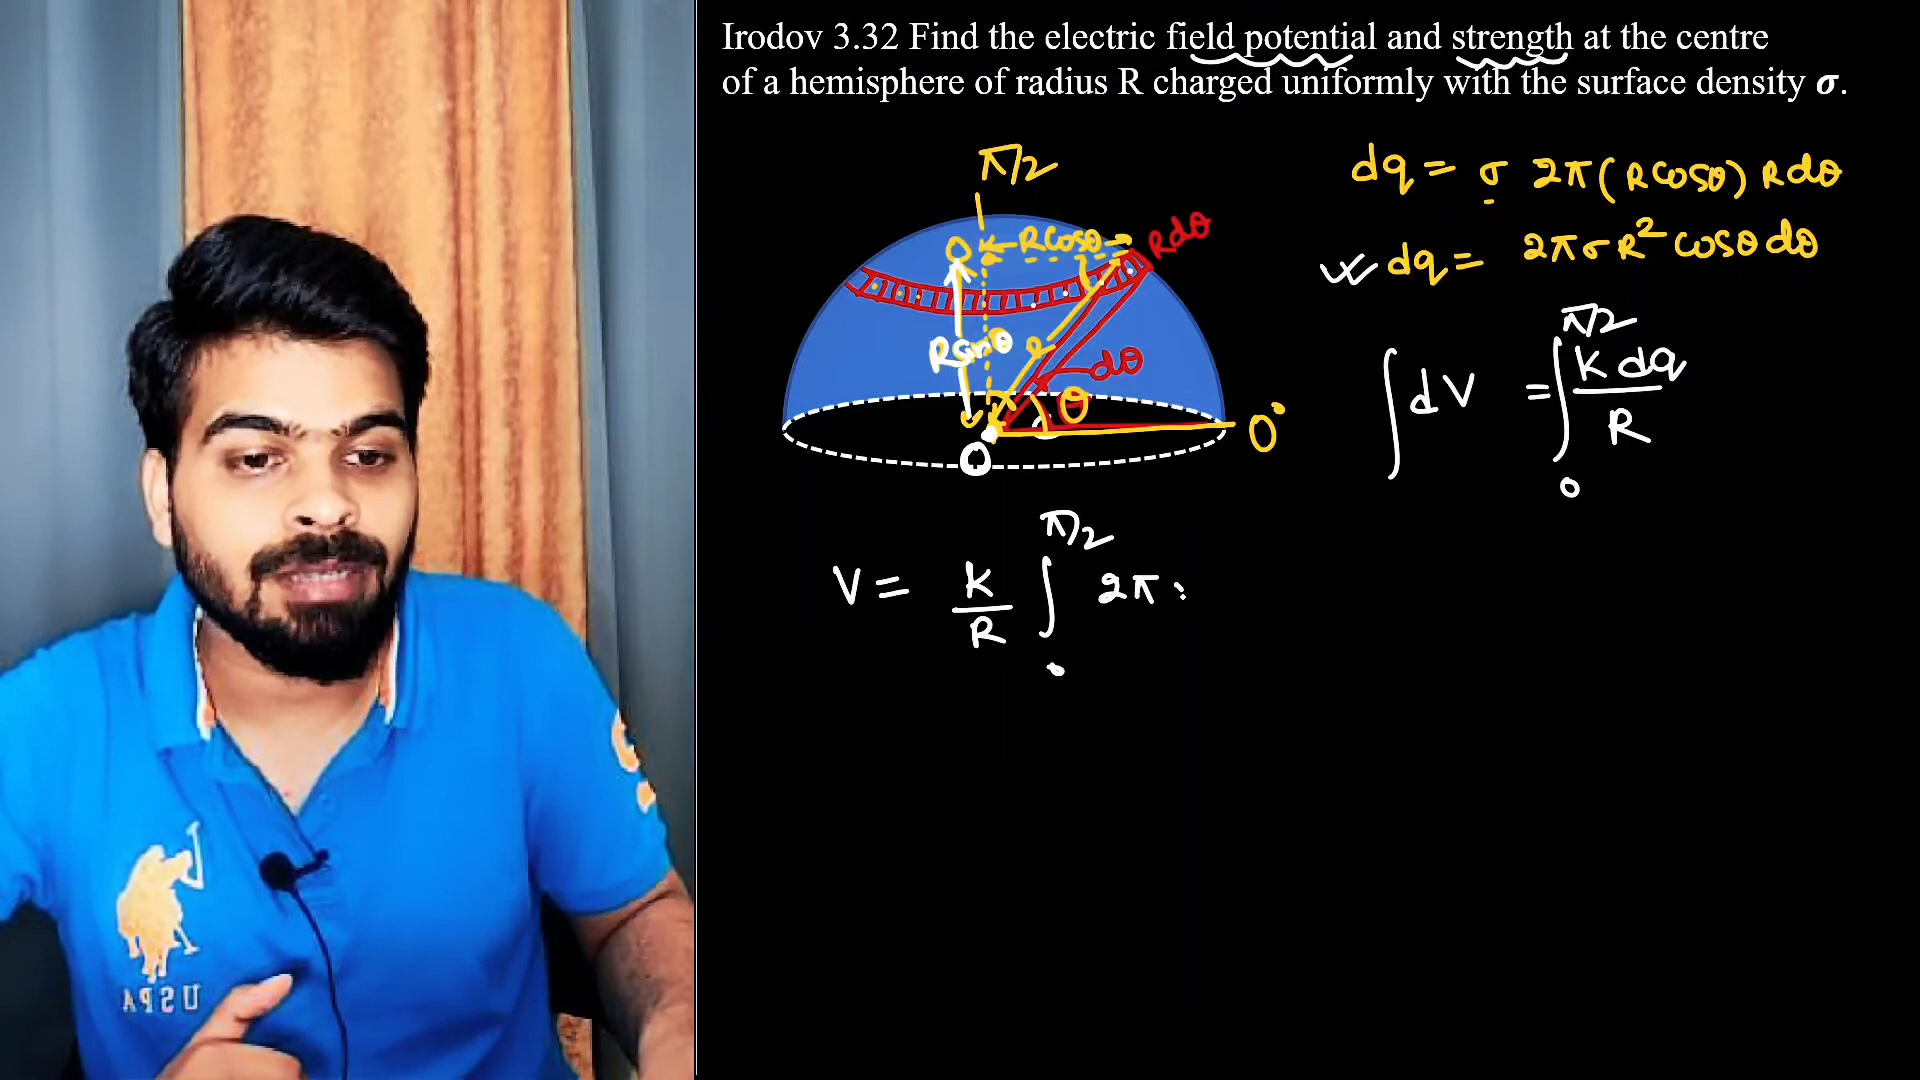 Irodov 3.32 Find the electric field potential and strength at the centre
of a hemisphere of radius R charged uniformly with the surface density σ.
π/2
dq = σ 2π(Rcosθ) Rdθ
dq = 2πσR² cosθdθ
O
Rcosθ
Rdθ
Rsinθ
R
dθ
θ
O
0°
∫dV = ∫₀^{π/2} K dq / R
V = K/R ∫₀^{π/2} 2π
USPA